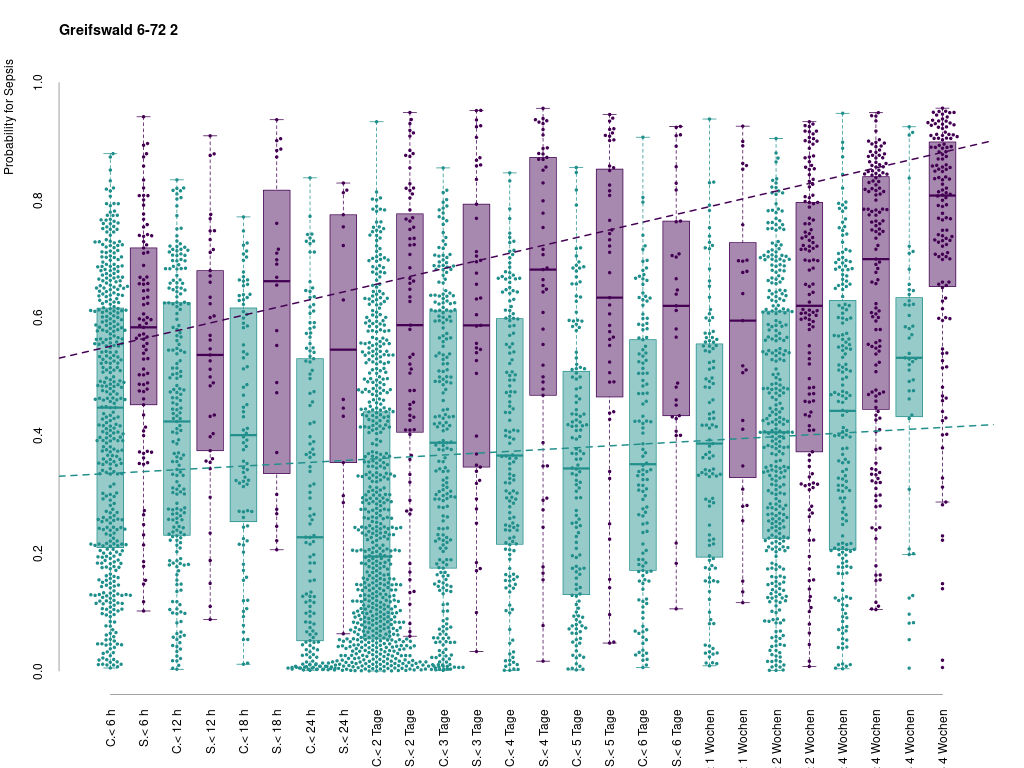 Greifswald 6-72 2
Probability for Sepsis
1.0
0.8
0.6
0.4
0.2
0.0
C.< 6 h
S.< 6 h
C.< 12 h
S.< 12 h
C.< 18 h
S.< 18 h
C.< 24 h
S.< 24 h
C.< 2 Tage
S.< 2 Tage
C.< 3 Tage
S.< 3 Tage
C.< 4 Tage
S.< 4 Tage
C.< 5 Tage
S.< 5 Tage
C.< 6 Tage
S.< 6 Tage
1 Wochen
1 Wochen
2 Wochen
2 Wochen
4 Wochen
4 Wochen
4 Wochen
4 Wochen